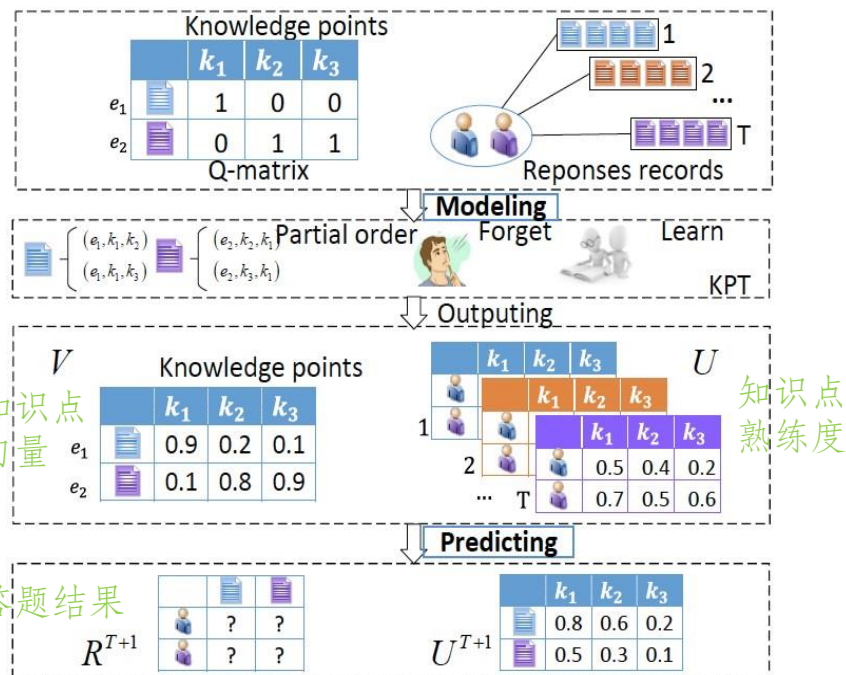 Knowledge points
k₁ k₂ k₃
e₁ 1 0 0
e₂ 0 1 1
Q-matrix
1
2
...
T
Reponses records
Modeling
(e₁,k₁,k₂)
(e₁,k₁,k₃)
(e₂,k₂,k₁)
(e₂,k₃,k₁)
Partial order
Forget
Learn
KPT
Outputing
V
Knowledge points
k₁ k₂ k₃
e₁ 0.9 0.2 0.1
e₂ 0.1 0.8 0.9
识点
量
U
k₁ k₂ k₃
1
k₁ k₂ k₃
2
...
k₁ k₂ k₃
0.5 0.4 0.2
T 0.7 0.5 0.6
知识点
熟练度
Predicting
题结果
R^{T+1}
? ?
? ?
U^{T+1}
k₁ k₂ k₃
0.8 0.6 0.2
0.5 0.3 0.1